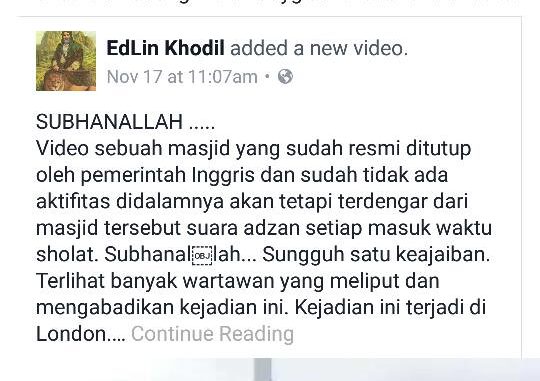 EdLin Khodil added a new video.
Nov 17 at 11:07am •
SUBHANALLAH .....
Video sebuah masjid yang sudah resmi ditutup
oleh pemerintah Inggris dan sudah tidak ada
aktifitas didalamnya akan tetapi terdengar dari
masjid tersebut suara adzan setiap masuk waktu
sholat. Subhanal￼lah... Sungguh satu keajaiban.
Terlihat banyak wartawan yang meliput dan
mengabadikan kejadian ini. Kejadian ini terjadi di
London.... Continue Reading